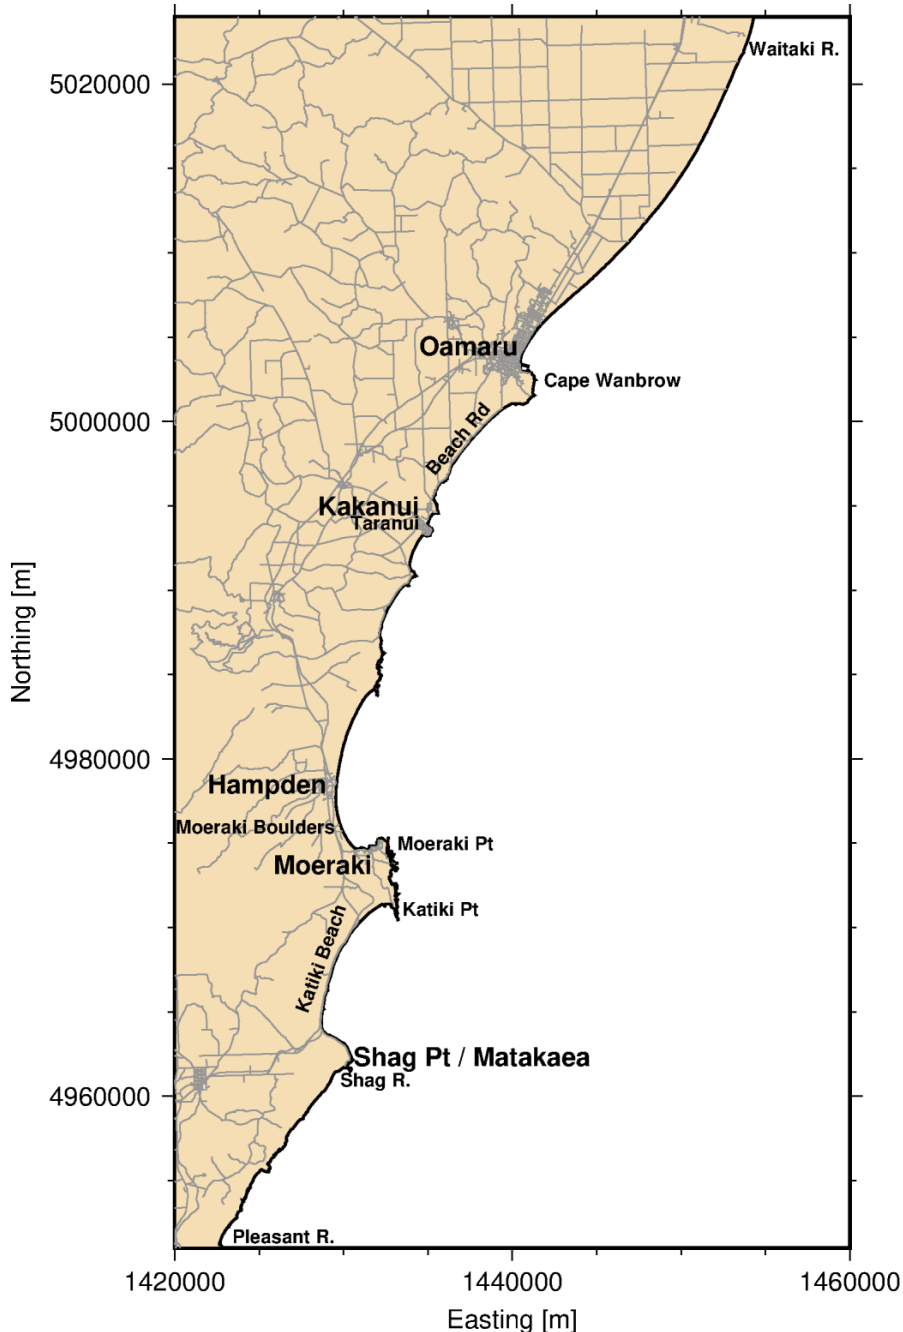 Waitaki R.
5020000
Oamaru
Cape Wanbrow
5000000
Beach Rd
Kakanui
Taranui
Northing [m]
4980000
Hampden
Moeraki Boulders
Moeraki Pt
Moeraki
Katiki Pt
Katiki Beach
Shag Pt / Matakaea
Shag R.
4960000
Pleasant R.
1420000
1440000
1460000
Easting [m]